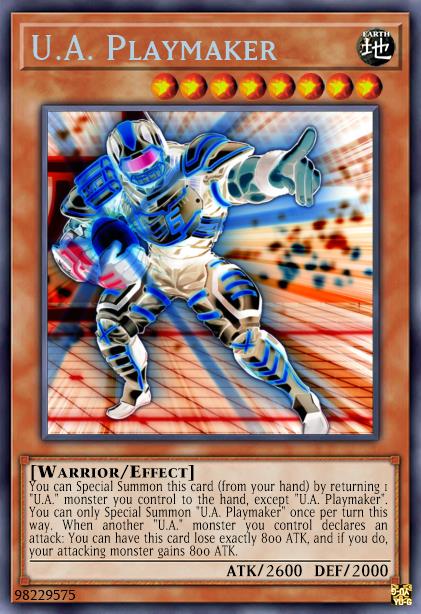 U.A. Playmaker
EARTH
地
6
[Warrior/Effect]
You can Special Summon this card (from your hand) by returning 1
"U.A." monster you control to the hand, except "U.A. Playmaker".
You can only Special Summon "U.A. Playmaker" once per turn this
way. When another "U.A." monster you control declares an
attack: You can have this card lose exactly 800 ATK, and if you do,
your attacking monster gains 800 ATK.
ATK/2600 DEF/2000
98229575